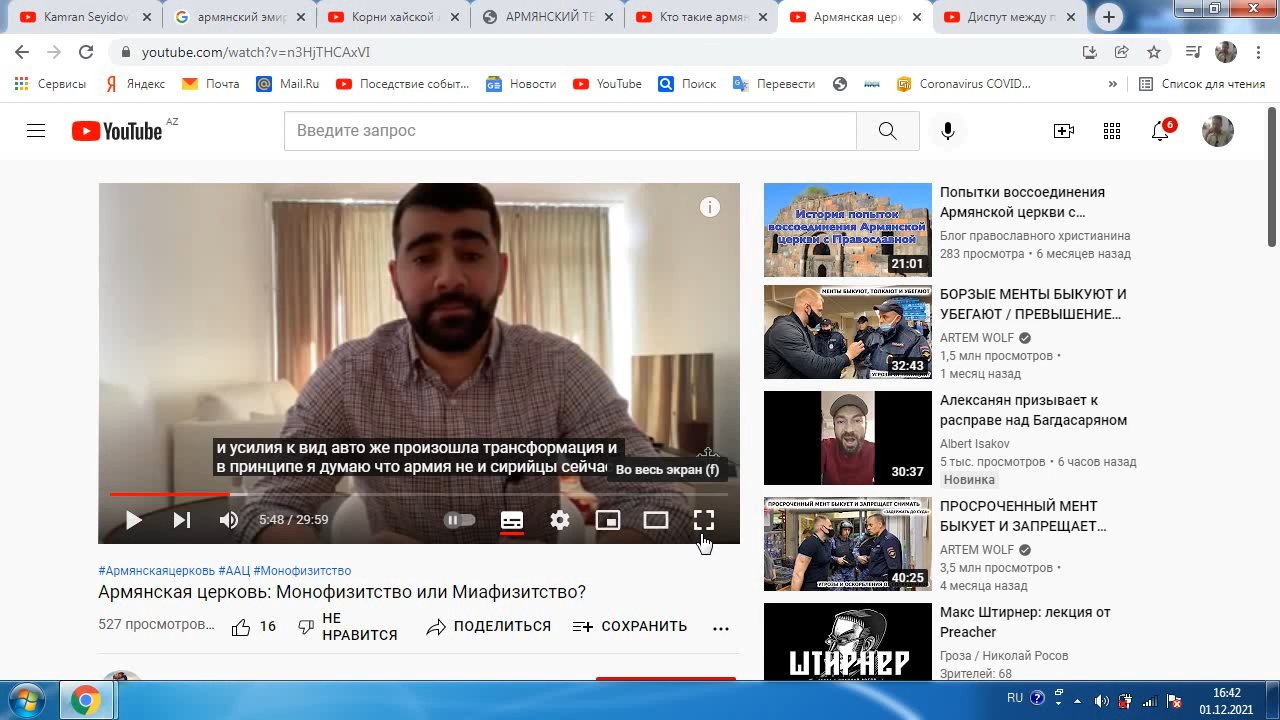 Kamran Seyidov
армянский эмир
Корни хайской
АРМЯНСКИЙ ТЕ
Кто такие армян
Армянская церк
Диспут между п
youtube.com/watch?v=n3HjTHCAxVI
Сервисы
Яндекс
Почта
Mail.Ru
Последствие событ...
Новости
YouTube
Поиск
Перевести
Coronavirus COVID...
»
Список для чтения
YouTube AZ
Введите запрос
6
и усилия к вид авто же произошла трансформация и
в принципе я думаю что армия не и сирийцы сейча
Во весь экран (f)
5:48 / 29:59
#Армянскаяцерковь #ААЦ #Монофизитство
Армянская церковь: Монофизитство или Миафизитство?
527 просмотров...
16
НЕ
НРАВИТСЯ
ПОДЕЛИТЬСЯ
СОХРАНИТЬ
История попыток
воссоединения Армянской
церкви с Православной
21:01
Попытки воссоединения
Армянской церкви с...
Блог православного христианина
283 просмотра • 6 месяцев назад
МЕНТЫ БЫКУЮТ, ТОЛКАЮТ И УБЕГАЮТ
32:43
БОРЗЫЕ МЕНТЫ БЫКУЮТ И
УБЕГАЮТ / ПРЕВЫШЕНИЕ...
ARTEM WOLF
1,5 млн просмотров •
1 месяц назад
30:37
Алексанян призывает к
расправе над Багдасаряном
Albert Isakov
5 тыс. просмотров • 6 часов назад
Новинка
ПРОСРОЧЕННЫЙ МЕНТ БЫКУЕТ И ЗАПРЕЩАЕТ СНИМАТЬ
40:25
ПРОСРОЧЕННЫЙ МЕНТ
БЫКУЕТ И ЗАПРЕЩАЕТ...
ARTEM WOLF
3,5 млн просмотров •
4 месяца назад
ШТИРНЕР
Макс Штирнер: лекция от
Preacher
Гроза / Николай Росов
Зрителей: 68
RU
16:42
01.12.2021